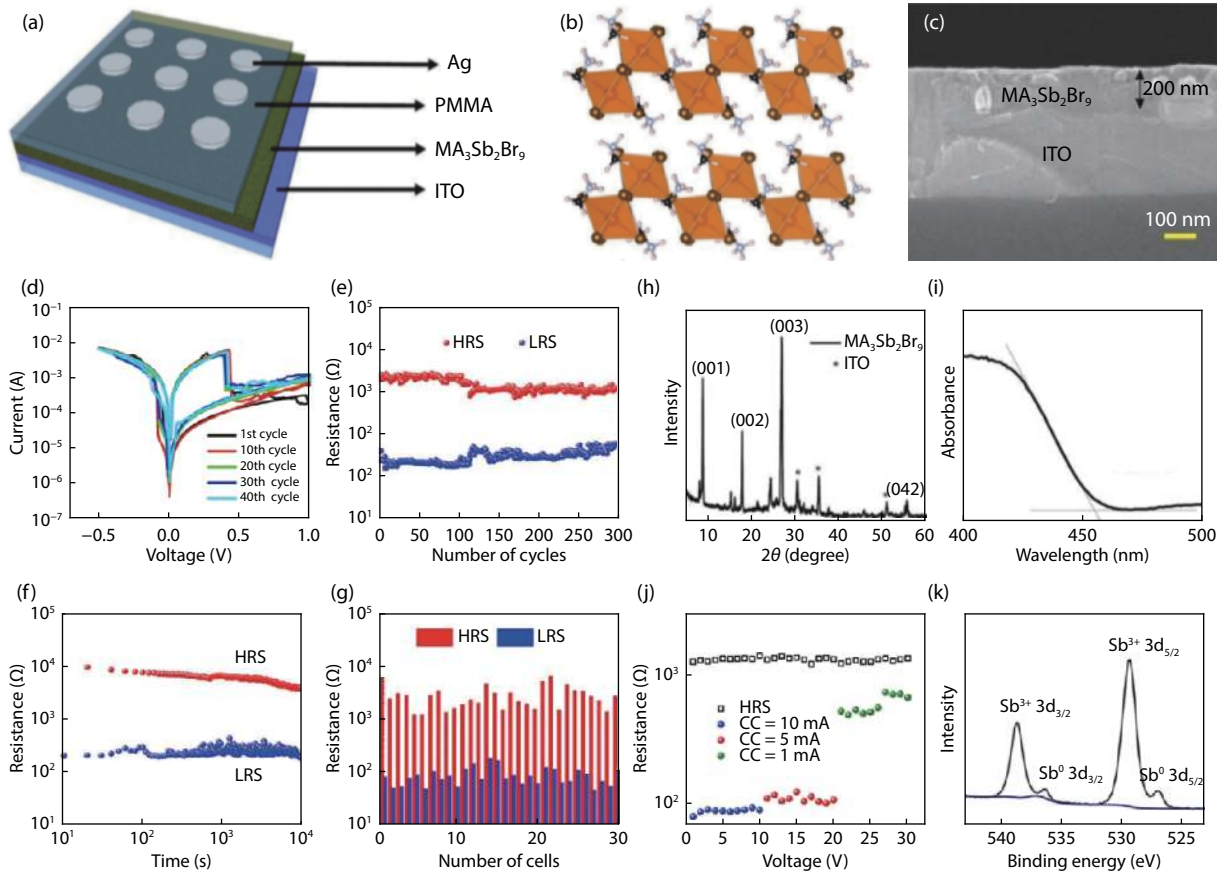 (a)
Ag
PMMA
MA₃Sb₂Br₉
ITO
(b)
(c)
MA₃Sb₂Br₉
200 nm
ITO
100 nm
(d)
Current (A)
10⁻¹
10⁻²
10⁻³
10⁻⁴
10⁻⁵
10⁻⁶
10⁻⁷
1st cycle
10th cycle
20th cycle
30th cycle
40th cycle
−0.5 0.0 0.5 1.0
Voltage (V)
(e)
Resistance (Ω)
10⁵
10⁴
10³
10²
10¹
HRS LRS
0 50 100 150 200 250 300
Number of cycles
(h)
Intensity
(001)
(002)
(003)
MA₃Sb₂Br₉
* ITO
*
*
*
(042)
10 20 30 40 50 60
2θ (degree)
(i)
Absorbance
400 450 500
Wavelength (nm)
(f)
Resistance (Ω)
10⁵
10⁴
10³
10²
10¹
HRS
LRS
10¹ 10² 10³ 10⁴
Time (s)
(g)
Resistance (Ω)
10⁵
10⁴
10³
10²
10¹
HRS LRS
0 10 20 30
Number of cells
(j)
Resistance (Ω)
10³
10²
HRS
CC = 10 mA
CC = 5 mA
CC = 1 mA
0 5 10 15 20 25 30
Voltage (V)
(k)
Intensity
Sb³⁺ 3d₅/₂
Sb³⁺ 3d₃/₂
Sb⁰ 3d₃/₂
Sb⁰ 3d₅/₂
540 535 530 525
Binding energy (eV)